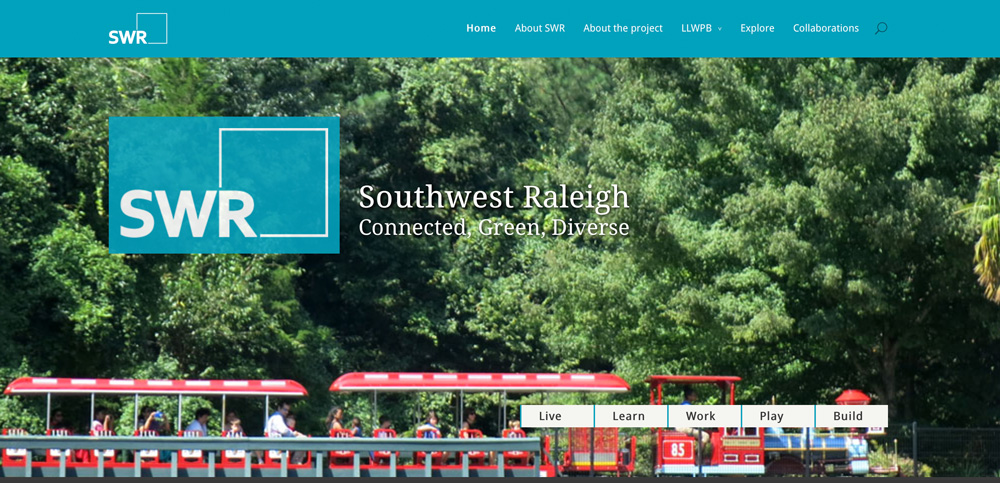 SWR
Home About SWR About the project LLWPB Explore Collaborations
SWR
Southwest Raleigh
Connected, Green, Diverse
Live Learn Work Play Build
85